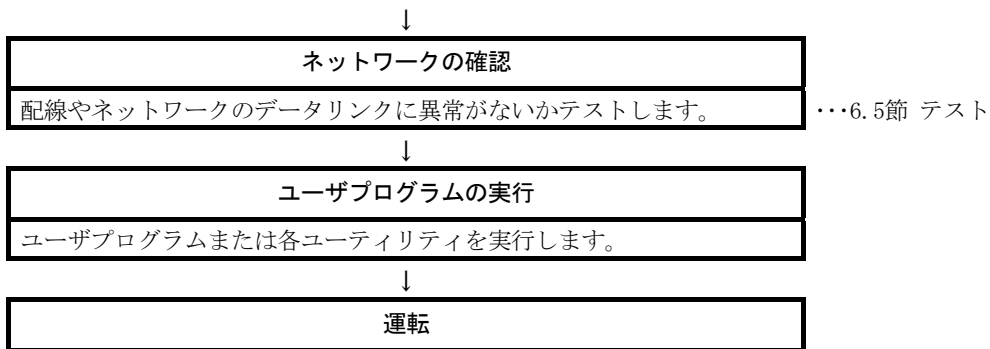 ↓
ネットワークの確認
配線やネットワークのデータリンクに異常がないかテストします。 ･･･6.5節 テスト
↓
ユーザプログラムの実行
ユーザプログラムまたは各ユーティリティを実行します。
↓
運転